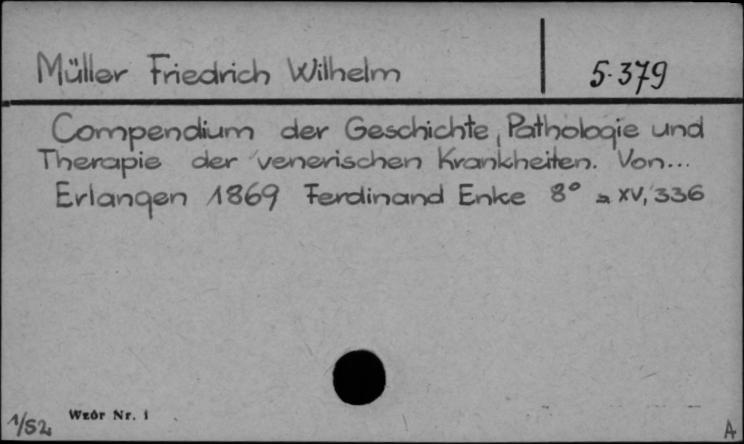 Müller Friedrich Wilhelm 5.379
Compendium der Geschichte, Pathologie und
Therapie der venerischen Krankheiten. Von...
Erlangen 1869 Ferdinand Enke 8° s. XV, 336
1/52. Wzór Nr. 1 A